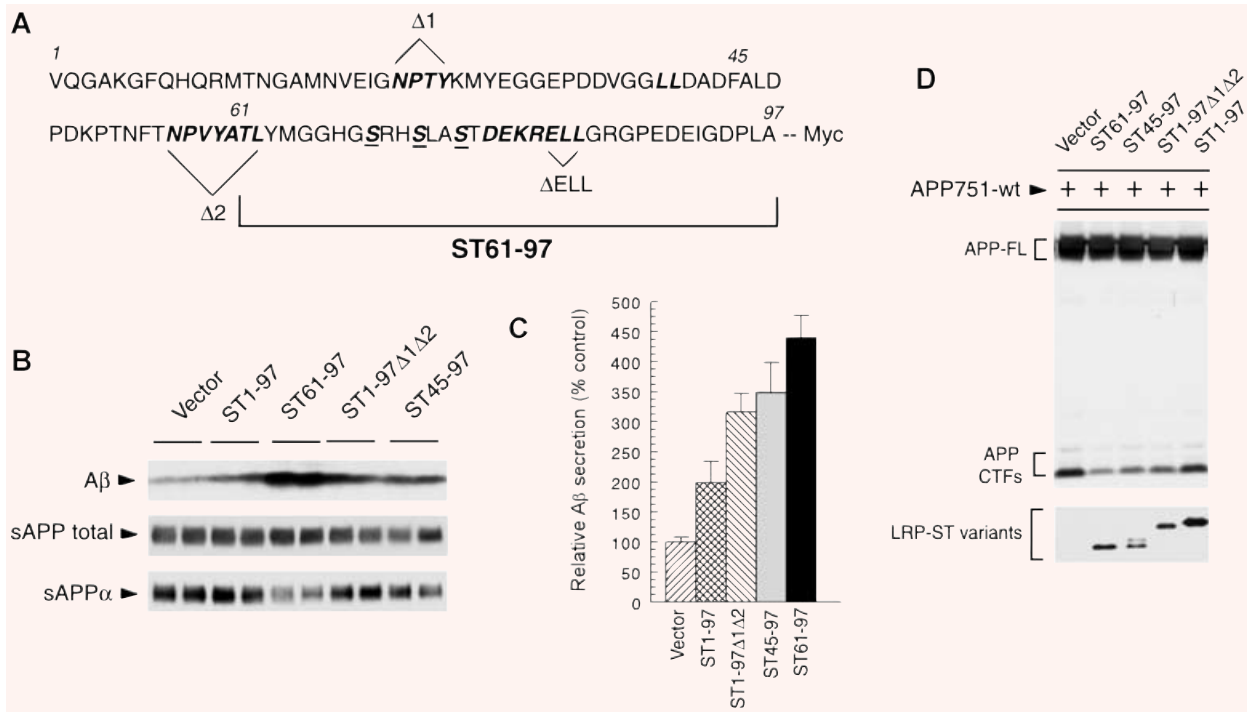 A
Δ1
1
45
VQGAKGFQHQRMTNGAMNVEIGNPTYKMYEGGEPDDVGGLLDADFALD
61
97
PDKPTNFTNPVYATLYMGGHGSRHSLASTDEKRELLGRGPEDEIGDPLA -- Myc
Δ2
ΔELL
ST61-97
B
Vector
ST1-97
ST61-97
ST1-97Δ1Δ2
ST45-97
Aβ
sAPP total
sAPPα
C
Relative Aβ secretion (% control)
500
450
400
350
300
250
200
150
100
50
0
Vector
ST1-97
ST1-97Δ1Δ2
ST45-97
ST61-97
D
Vector
ST61-97
ST45-97
ST1-97Δ1Δ2
ST1-97
APP751-wt + + + + +
APP-FL
APP
CTFs
LRP-ST variants